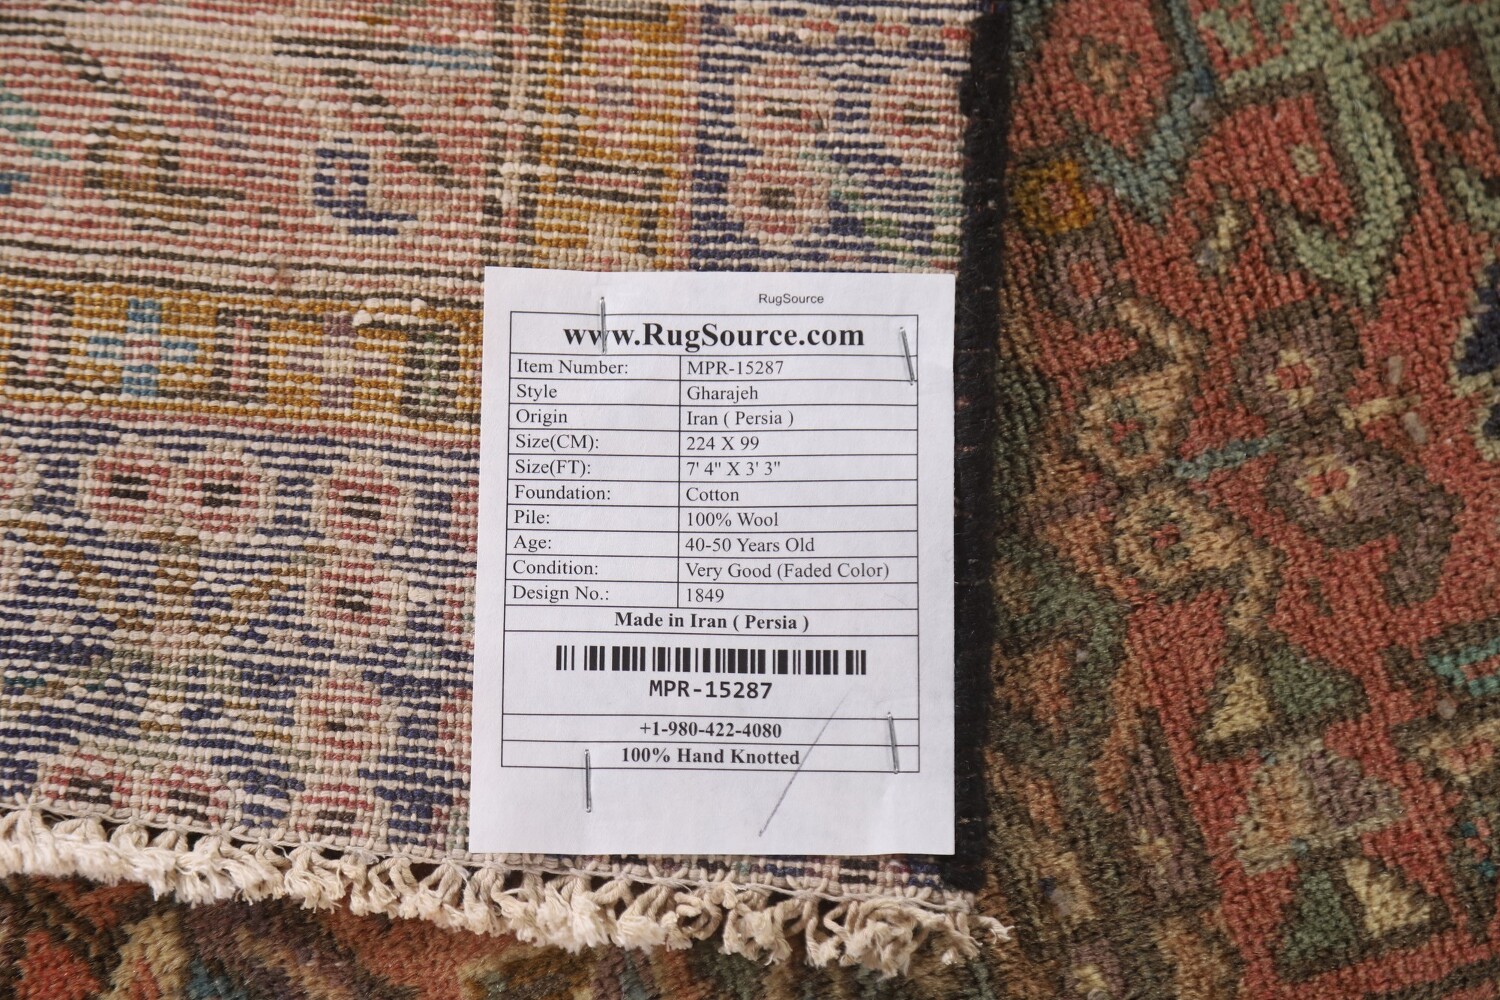 RugSource
www.RugSource.com
Item Number: MPR-15287
Style Gharajeh
Origin Iran ( Persia )
Size(CM): 224 X 99
Size(FT): 7' 4" X 3' 3"
Foundation: Cotton
Pile: 100% Wool
Age: 40-50 Years Old
Condition: Very Good (Faded Color)
Design No.: 1849
Made in Iran ( Persia )
MPR-15287
+1-980-422-4080
100% Hand Knotted